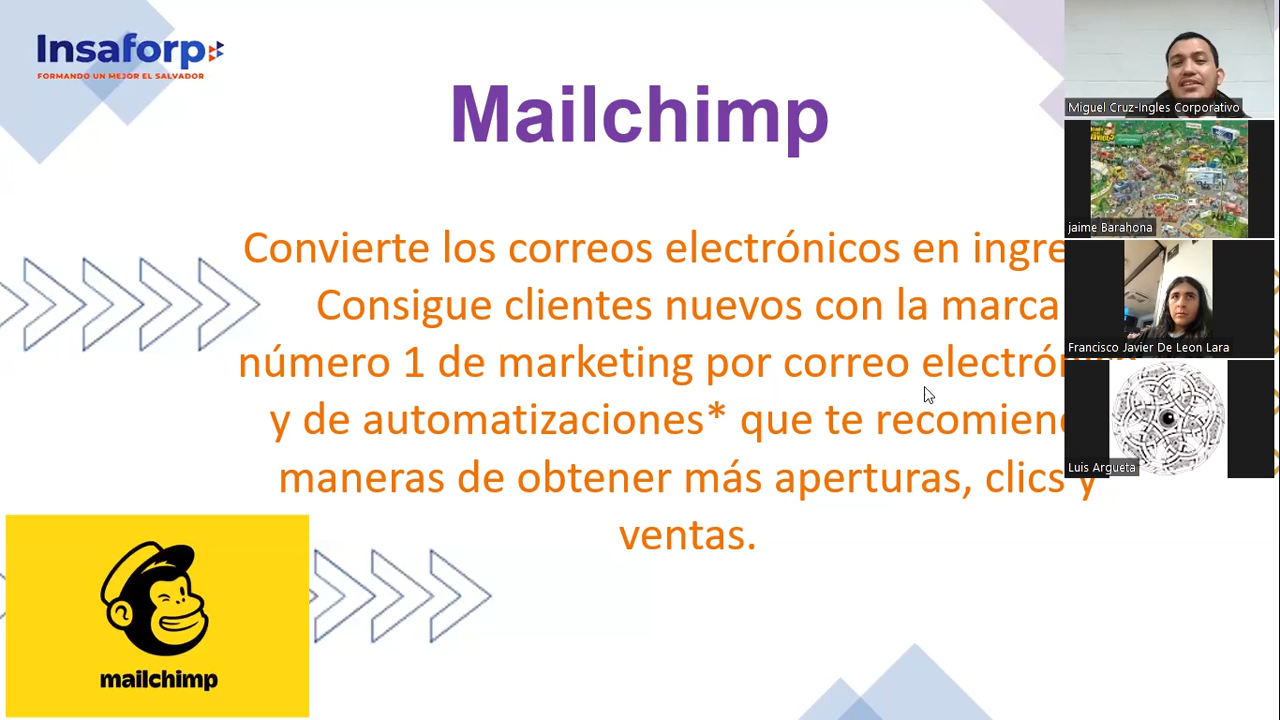 Insaforp
FORMANDO UN MEJOR EL SALVADOR
Mailchimp
Convierte los correos electrónicos en
Consigue clientes nuevos con la marca
número 1 de marketing por correo
y de automatizaciones* que te
maneras de obtener más aperturas, clics y
ventas.
mailchimp
Miguel Cruz-Ingles Corporativo
jaime Barahona
Francisco Javier De Leon Lara
Luis Argueta